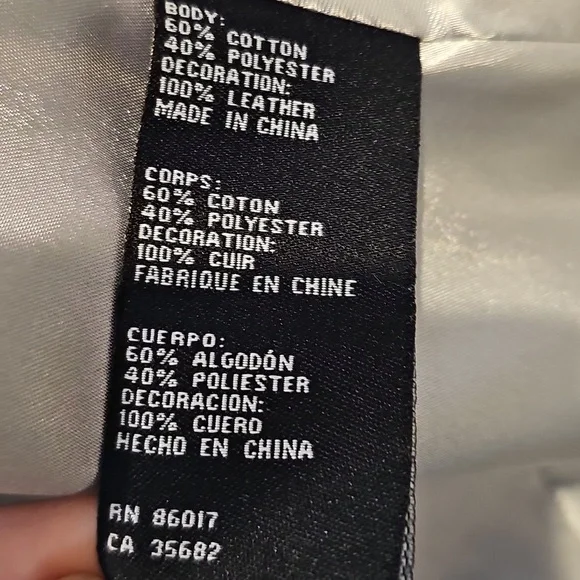 BODY:
60% COTTON
40% POLYESTER
DECORATION:
100% LEATHER
MADE IN CHINA
CORPS:
60% COTON
40% POLYESTER
DECORATION:
100% CUIR
FABRIQUE EN CHINE
CUERPO:
60% ALGODÓN
40% POLIESTER
DECORACION:
100% CUERO
HECHO EN CHINA
RN 86017
CA 35682